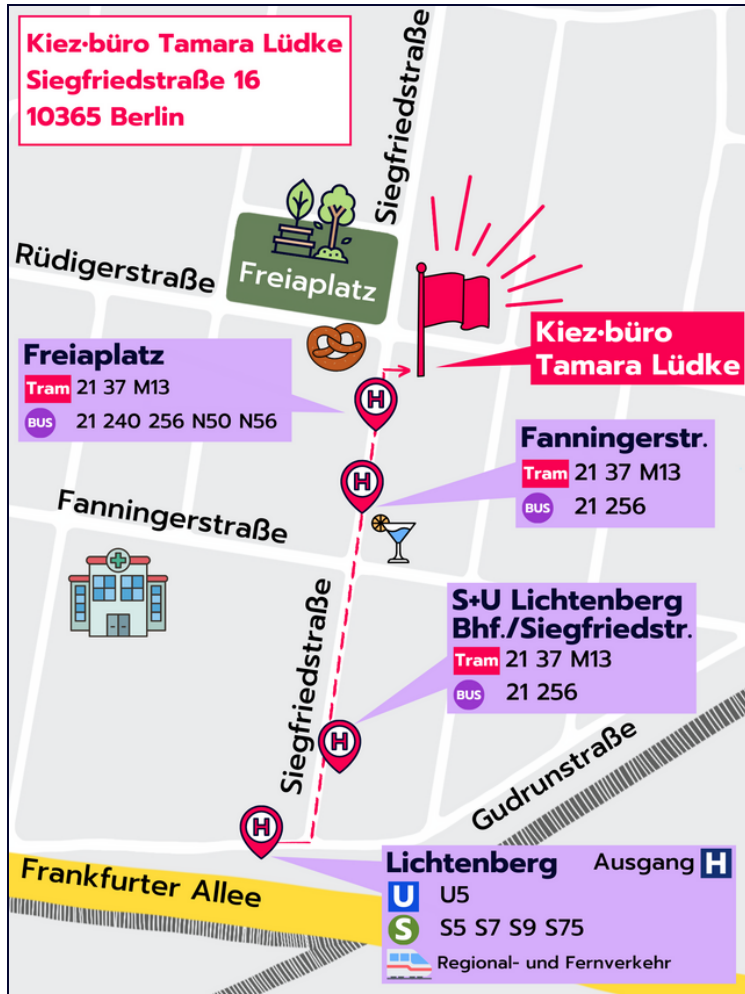 Kiez·büro Tamara Lüdke
Siegfriedstraße 16
10365 Berlin
Siegfriedstraße
Rüdigerstraße
Freiaplatz
Kiez·büro
Tamara Lüdke
Freiaplatz
Tram 21 37 M13
BUS 21 240 256 N50 N56
H
Fanningerstr.
Tram 21 37 M13
BUS 21 256
H
Fanningerstraße
S+U Lichtenberg
Bhf./Siegfriedstr.
Tram 21 37 M13
BUS 21 256
Siegfriedstraße
H
Gudrunstraße
H
Frankfurter Allee
Lichtenberg Ausgang H
U U5
S S5 S7 S9 S75
Regional- und Fernverkehr